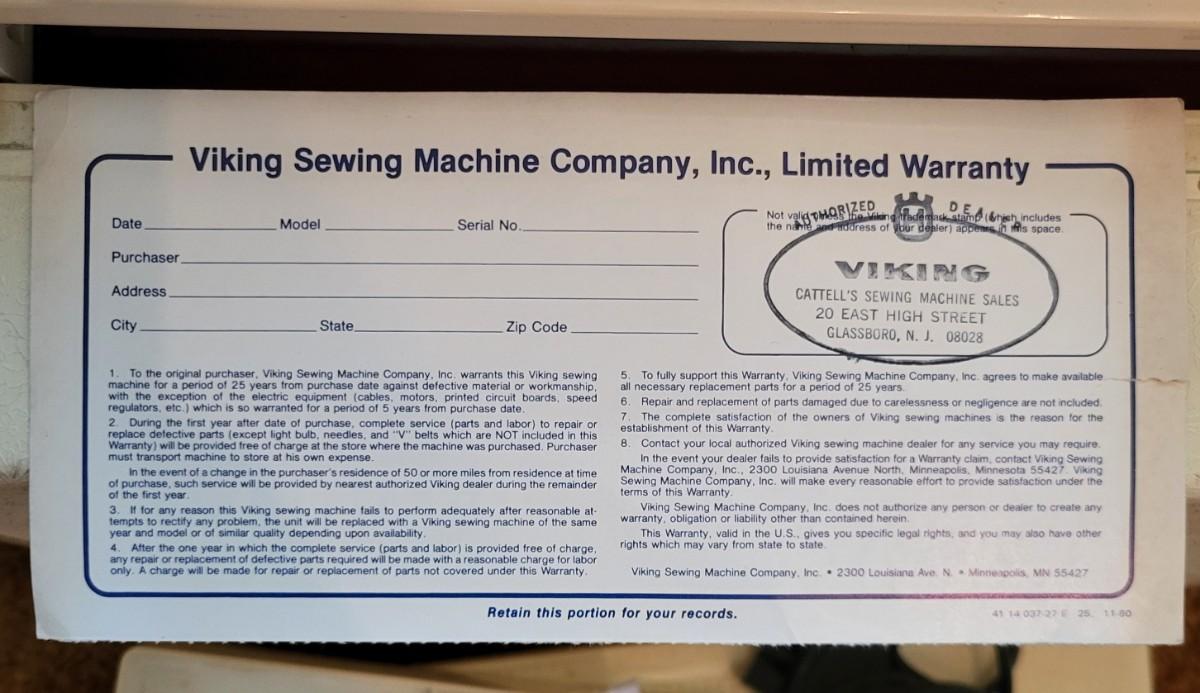 Viking Sewing Machine Company, Inc., Limited Warranty
Date Model Serial No.
Purchaser
Address
City State Zip Code
Not valid unless the Viking trademark stamp (which includes
the name and address of your dealer) appears in this space.
AUTHORIZED DEALER
VIKING
CATTELL'S SEWING MACHINE SALES
20 EAST HIGH STREET
GLASSBORO, N. J. 08028
1. To the original purchaser, Viking Sewing Machine Company, Inc. warrants this Viking sewing
machine for a period of 25 years from purchase date against defective material or workmanship,
with the exception of the electric equipment (cables, motors, printed circuit boards, speed
regulators, etc.) which is so warranted for a period of 5 years from purchase date.
2. During the first year after date of purchase, complete service (parts and labor) to repair or
replace defective parts (except light bulb, needles, and "V" belts which are NOT included in this
Warranty) will be provided free of charge at the store where the machine was purchased. Purchaser
must transport machine to store at his own expense.
In the event of a change in the purchaser's residence of 50 or more miles from residence at time
of purchase, such service will be provided by nearest authorized Viking dealer during the remainder
of the first year.
3. If for any reason this Viking sewing machine fails to perform adequately after reasonable at-
tempts to rectify any problem, the unit will be replaced with a Viking sewing machine of the same
year and model or of similar quality depending upon availability.
4. After the one year in which the complete service (parts and labor) is provided free of charge,
any repair or replacement of defective parts required will be made with a reasonable charge for labor
only. A charge will be made for repair or replacement of parts not covered under this Warranty.
5. To fully support this Warranty, Viking Sewing Machine Company, Inc. agrees to make available
all necessary replacement parts for a period of 25 years.
6. Repair and replacement of parts damaged due to carelessness or negligence are not included.
7. The complete satisfaction of the owners of Viking sewing machines is the reason for the
establishment of this Warranty.
8. Contact your local authorized Viking sewing machine dealer for any service you may require.
In the event your dealer fails to provide satisfaction for a Warranty claim, contact Viking Sewing
Machine Company, Inc., 2300 Louisiana Avenue North, Minneapolis, Minnesota 55427. Viking
Sewing Machine Company, Inc. will make every reasonable effort to provide satisfaction under the
terms of this Warranty.
Viking Sewing Machine Company, Inc. does not authorize any person or dealer to create any
warranty, obligation or liability other than contained herein.
This Warranty, valid in the U.S., gives you specific legal rights, and you may also have other
rights which may vary from state to state.
Viking Sewing Machine Company, Inc. • 2300 Louisiana Ave. N. • Minneapolis, MN 55427
Retain this portion for your records.
41 14 037-27 E 25. 11-80